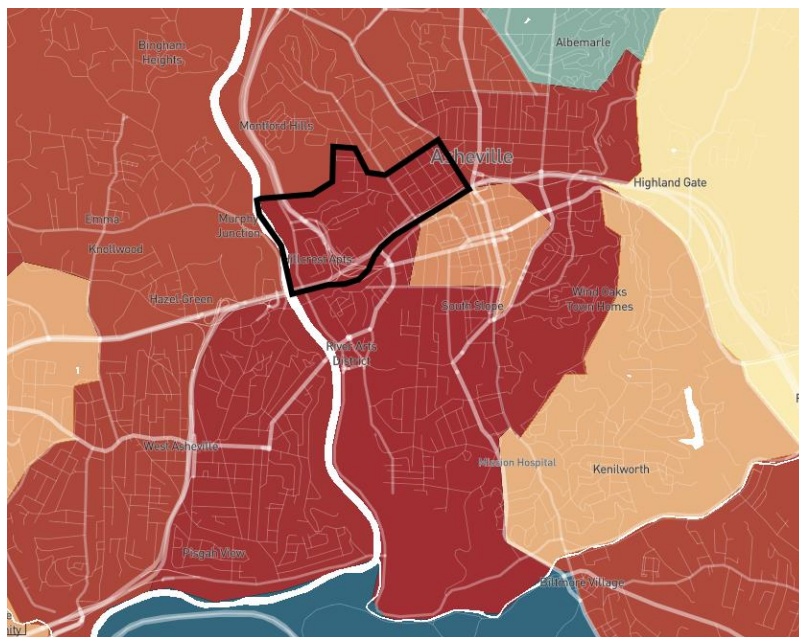 Bingham
Heights
Albemarle
Montford Hills
Asheville
Highland Gate
Emma
Murphy
Junction
Knollwood
Hillcrest Apts
Hazel Green
South Slope
Wind Oaks
Town Homes
River Arts
District
West Asheville
Mission Hospital
Kenilworth
Pisgah View
Biltmore Village